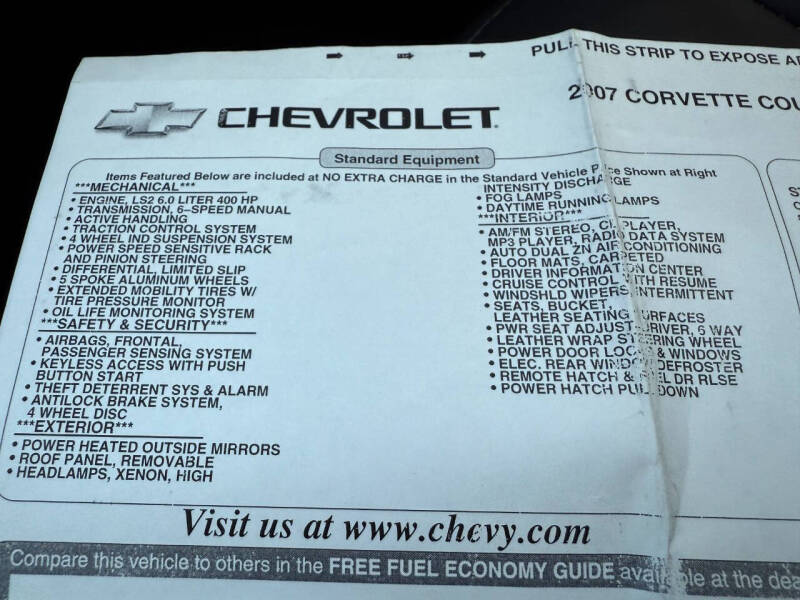 PULL THIS STRIP TO EXPOSE
CHEVROLET
2007 CORVETTE
Standard Equipment
Items Featured Below are included at NO EXTRA CHARGE in the Standard Vehicle Price Shown at Right
***MECHANICAL***
• ENGINE, LS2 6.0 LITER 400 HP
• TRANSMISSION, 6-SPEED MANUAL
• ACTIVE HANDLING
• TRACTION CONTROL SYSTEM
• 4 WHEEL IND SUSPENSION SYSTEM
• POWER SPEED SENSITIVE RACK
AND PINION STEERING
• DIFFERENTIAL, LIMITED SLIP
• 5 SPOKE ALUMINUM WHEELS
• EXTENDED MOBILITY TIRES W/
TIRE PRESSURE MONITOR
• OIL LIFE MONITORING SYSTEM
***SAFETY & SECURITY***
• AIRBAGS, FRONTAL,
PASSENGER SENSING SYSTEM
• KEYLESS ACCESS WITH PUSH
BUTTON START
• THEFT DETERRENT SYS & ALARM
• ANTILOCK BRAKE SYSTEM,
4 WHEEL DISC
***EXTERIOR***
• POWER HEATED OUTSIDE MIRRORS
• ROOF PANEL, REMOVABLE
• HEADLAMPS, XENON, HIGH
INTENSITY DISCHARGE
• FOG LAMPS
• DAYTIME RUNNING LAMPS
***INTERIOR***
• AM/FM STEREO, CD PLAYER,
MP3 PLAYER, RADIO DATA SYSTEM
• AUTO DUAL ZN AIR CONDITIONING
• FLOOR MATS, CARPETED
• DRIVER INFORMATION CENTER
• CRUISE CONTROL WITH RESUME
• WINDSHLD WIPERS, INTERMITTENT
• SEATS, BUCKET,
LEATHER SEATING SURFACES
• PWR SEAT ADJUST-DRIVER, 6 WAY
• LEATHER WRAP STEERING WHEEL
• POWER DOOR LOCKS & WINDOWS
• ELEC. REAR WINDOW DEFROSTER
• REMOTE HATCH & FUEL DR RLSE
• POWER HATCH PULL DOWN
Visit us at www.chevy.com
Compare this vehicle to others in the FREE FUEL ECONOMY GUIDE available at the